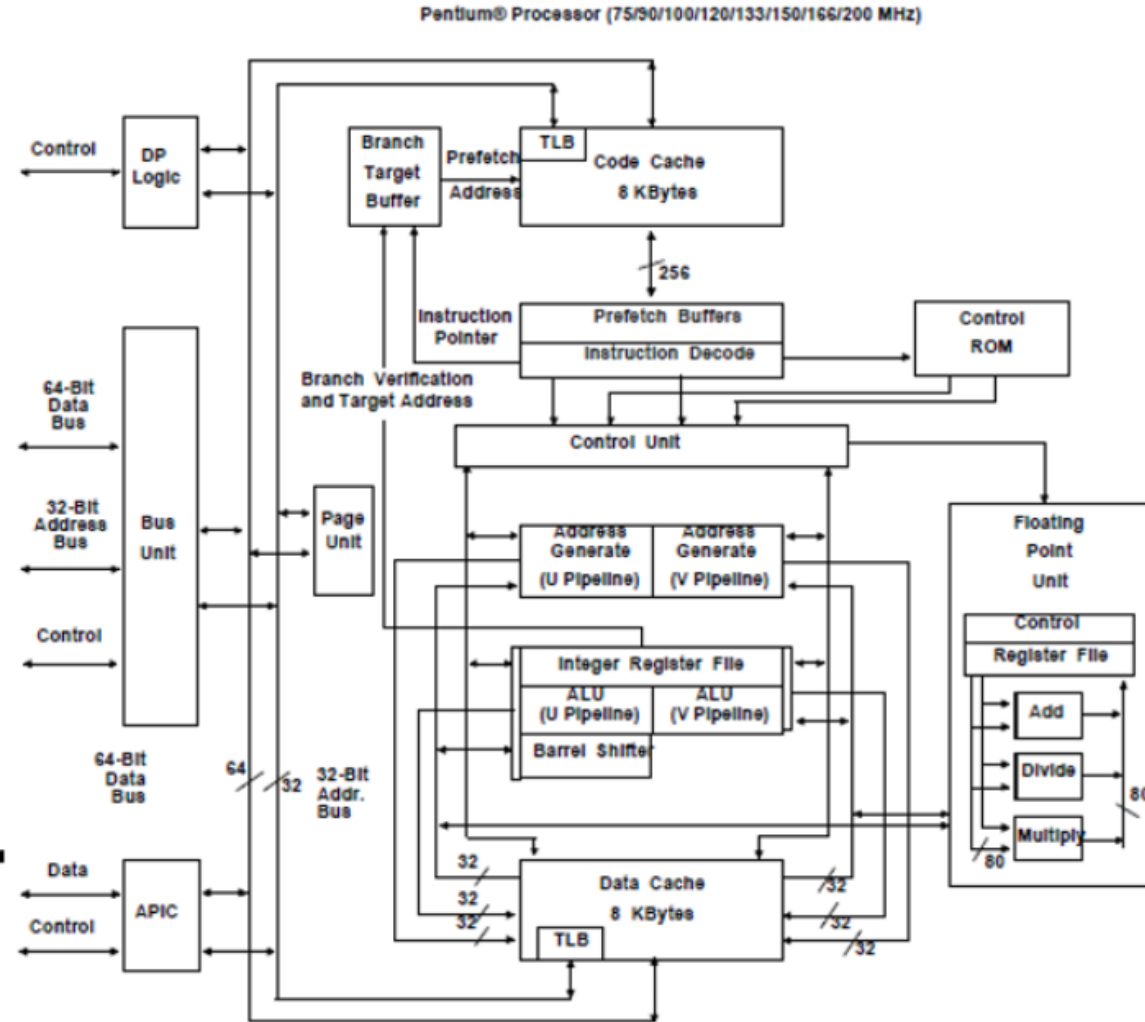 Pentium® Processor (75/90/100/120/133/150/166/200 MHz)
Control
DP
Logic
Branch
Target
Buffer
Prefetch
Address
TLB
Code Cache
8 KBytes
256
Instruction
Pointer
Prefetch Buffers
Instruction Decode
Control
ROM
Branch Verification
and Target Address
64-Bit
Data
Bus
32-Bit
Address
Bus
Control
Bus
Unit
Page
Unit
Control Unit
Address
Generate
(U Pipeline)
Address
Generate
(V Pipeline)
Floating
Point
Unit
Control
Register File
Add
Divide
Multiply
80
80
Integer Register File
ALU
(U Pipeline)
ALU
(V Pipeline)
Barrel Shifter
64-Bit
Data
Bus
64
32
32-Bit
Addr.
Bus
Data
Control
APIC
32
32
32
Data Cache
8 KBytes
TLB
32
32
32